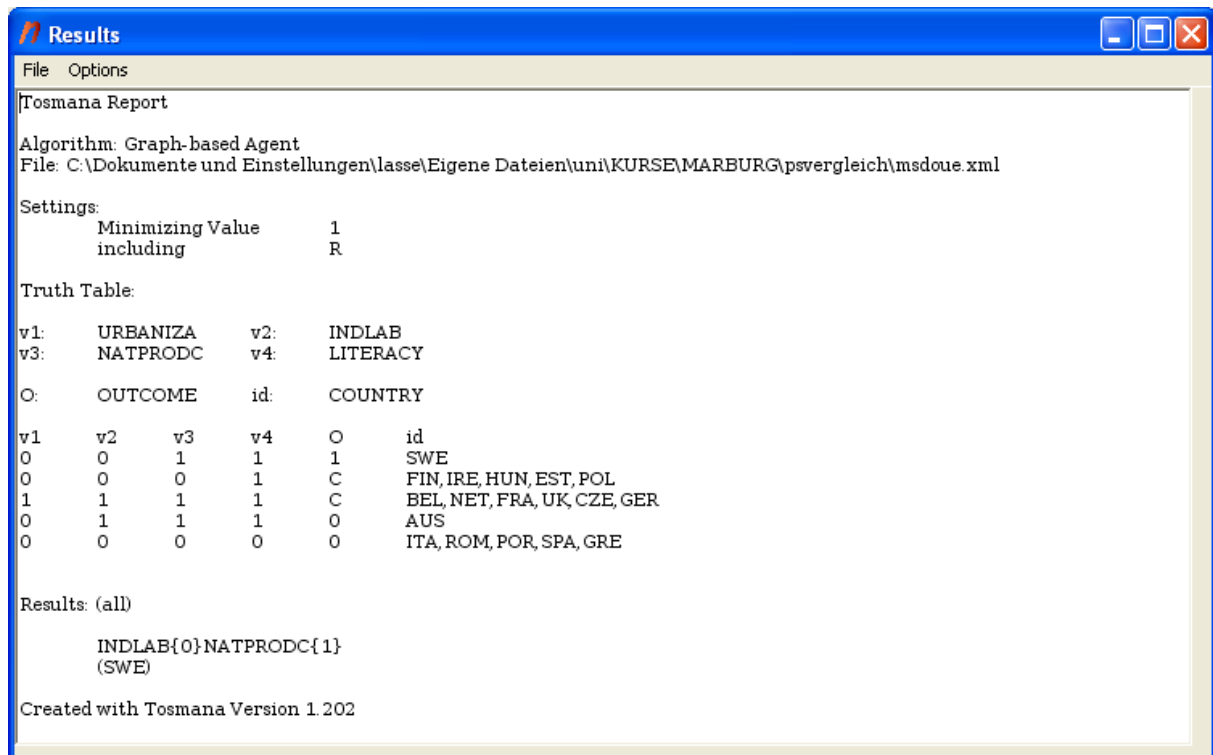 Results
File Options
Tosmana Report
Algorithm: Graph-based Agent
File: C:\Dokumente und Einstellungen\lasse\Eigene Dateien\uni\KURSE\MARBURG\psvergleich\msdoue.xml
Settings:
Minimizing Value 1
including R
Truth Table:
v1: URBANIZA v2: INDLAB
v3: NATPRODC v4: LITERACY
O: OUTCOME id: COUNTRY
v1 v2 v3 v4 O id
0 0 1 1 1 SWE
0 0 0 1 C FIN, IRE, HUN, EST, POL
1 1 1 1 C BEL, NET, FRA, UK, CZE, GER
0 1 1 1 0 AUS
0 0 0 0 0 ITA, ROM, POR, SPA, GRE
Results: (all)
INDLAB{0}NATPRODC{1}
(SWE)
Created with Tosmana Version 1.202